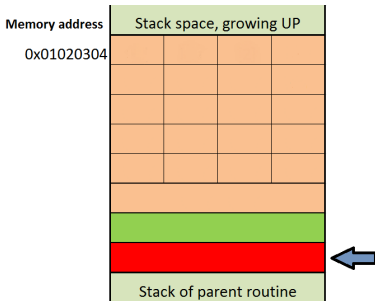 Stack space, growing UP
Memory address
0x01020304
Stack of parent routine